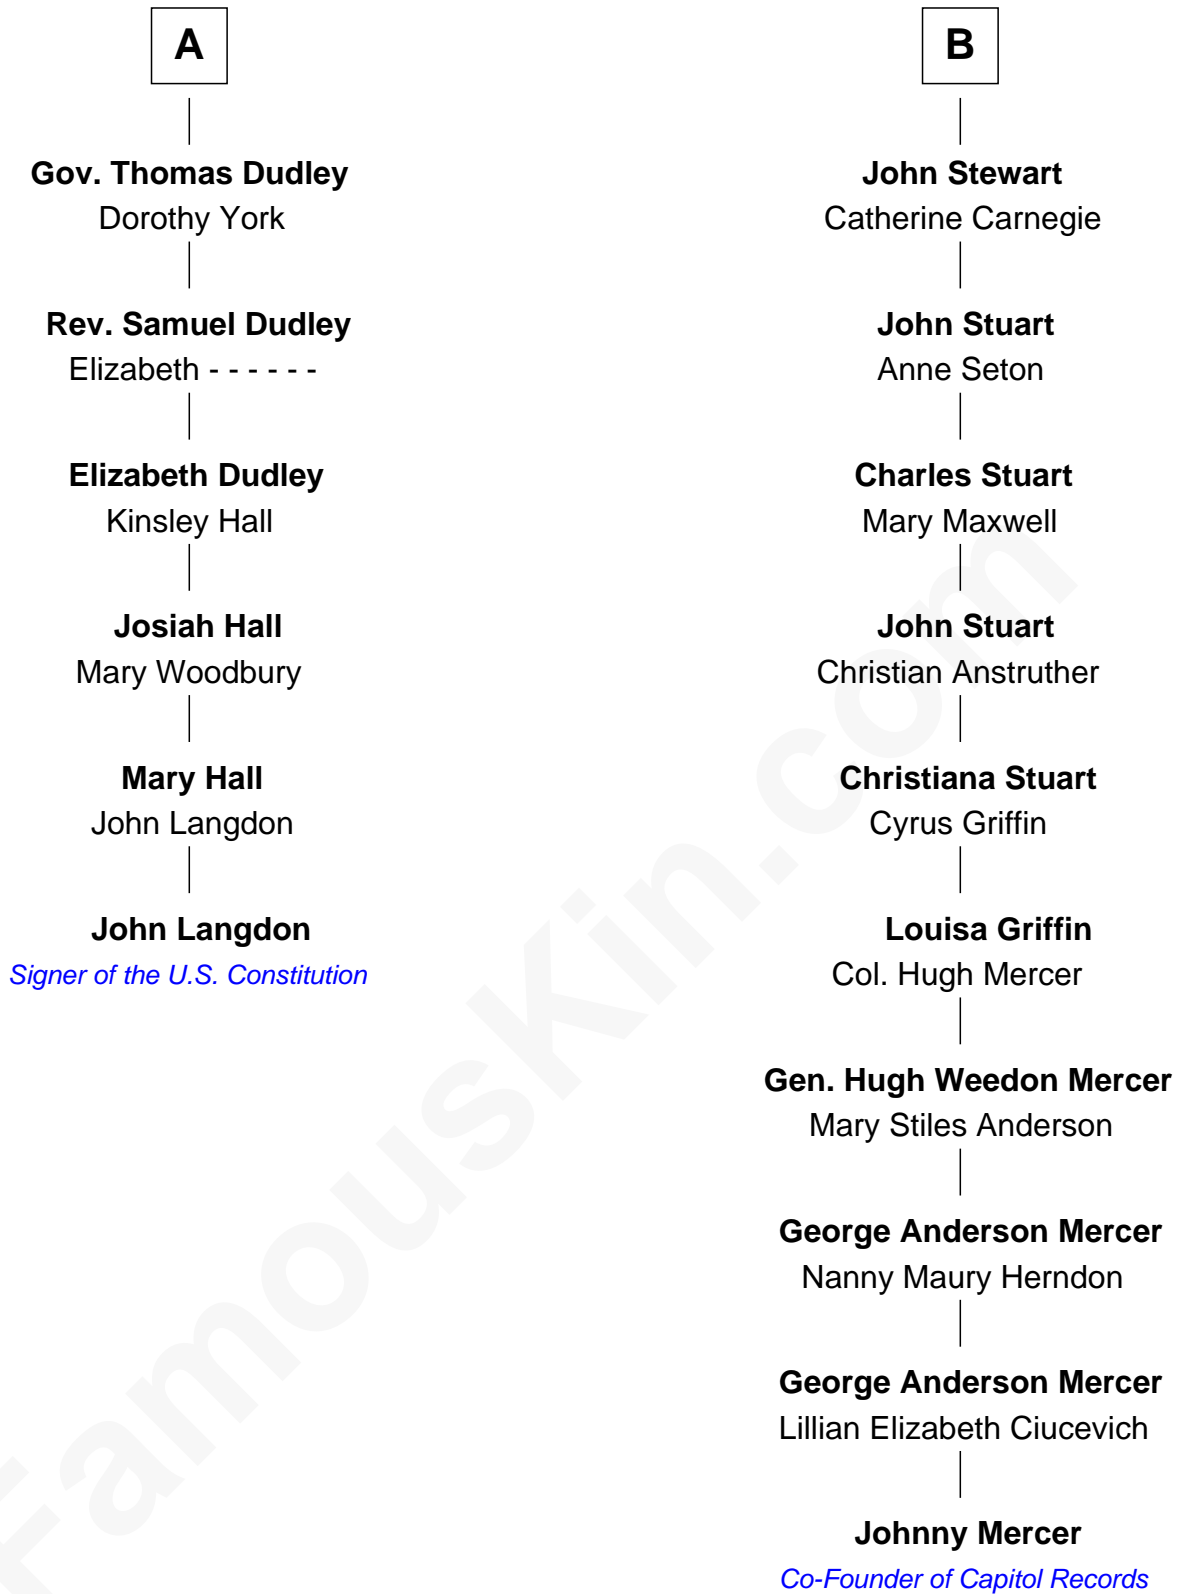 A
Gov. Thomas Dudley
Dorothy York
Rev. Samuel Dudley
Elizabeth - - - - - -
Elizabeth Dudley
Kinsley Hall
Josiah Hall
Mary Woodbury
Mary Hall
John Langdon
John Langdon
Signer of the U.S. Constitution
B
John Stewart
Catherine Carnegie
John Stuart
Anne Seton
Charles Stuart
Mary Maxwell
John Stuart
Christian Anstruther
Christiana Stuart
Cyrus Griffin
Louisa Griffin
Col. Hugh Mercer
Gen. Hugh Weedon Mercer
Mary Stiles Anderson
George Anderson Mercer
Nanny Maury Herndon
George Anderson Mercer
Lillian Elizabeth Ciucevich
Johnny Mercer
Co-Founder of Capitol Records
FamousKin.com